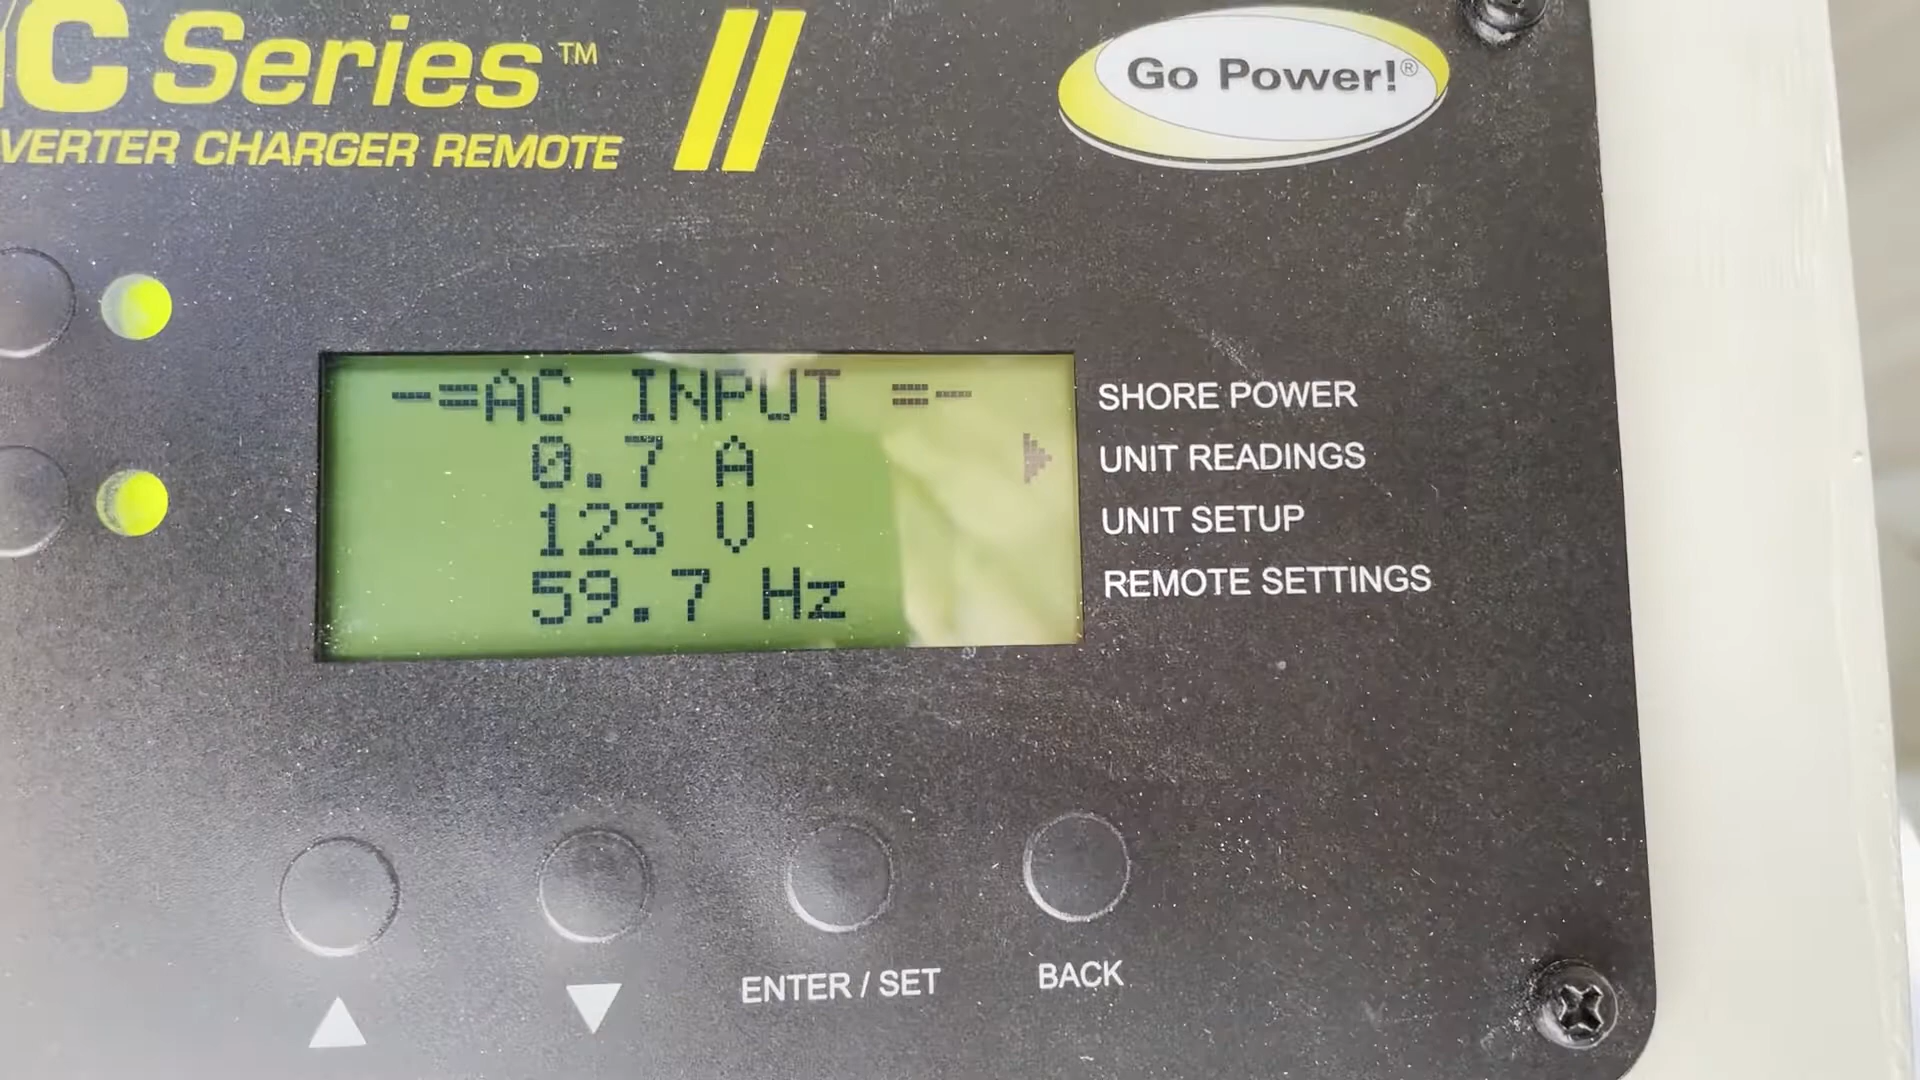 C Series™ II
VERTER CHARGER REMOTE
Go Power!®
-=AC INPUT =-
0.7 A
123 V
59.7 Hz
SHORE POWER
UNIT READINGS
UNIT SETUP
REMOTE SETTINGS
ENTER / SET
BACK